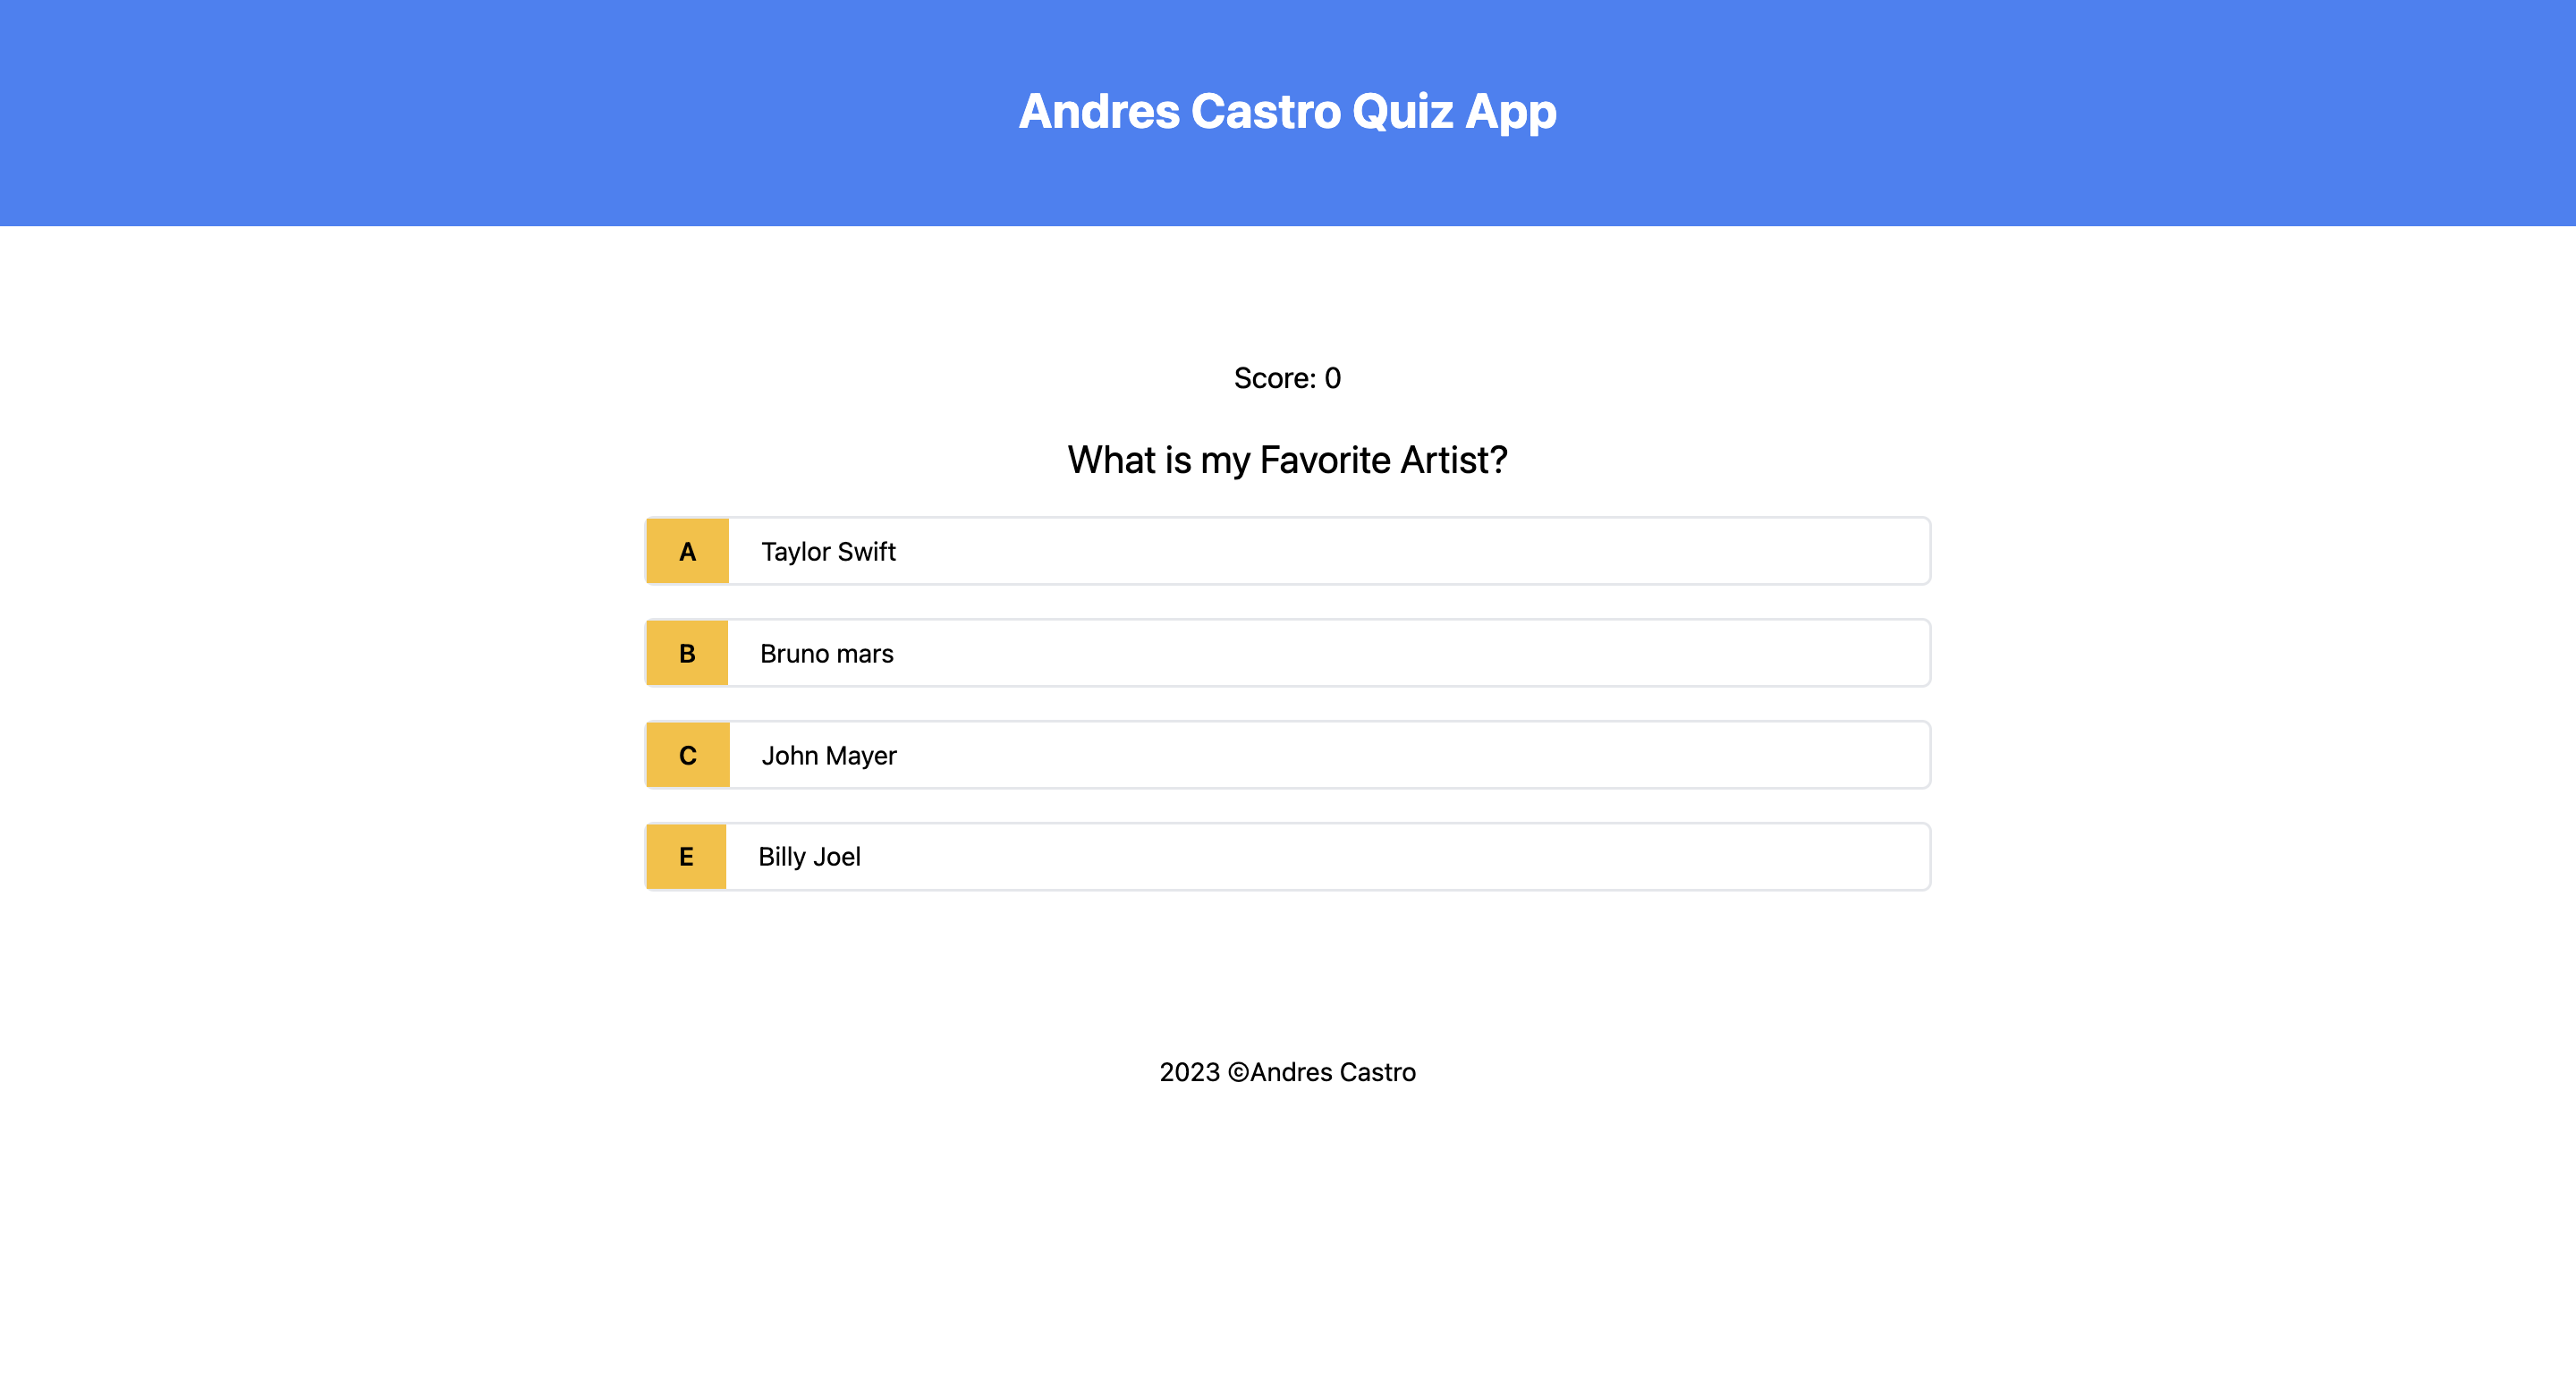 Andres Castro Quiz App
Score: 0
What is my Favorite Artist?
A Taylor Swift
B Bruno mars
C John Mayer
E Billy Joel
2023 ©Andres Castro